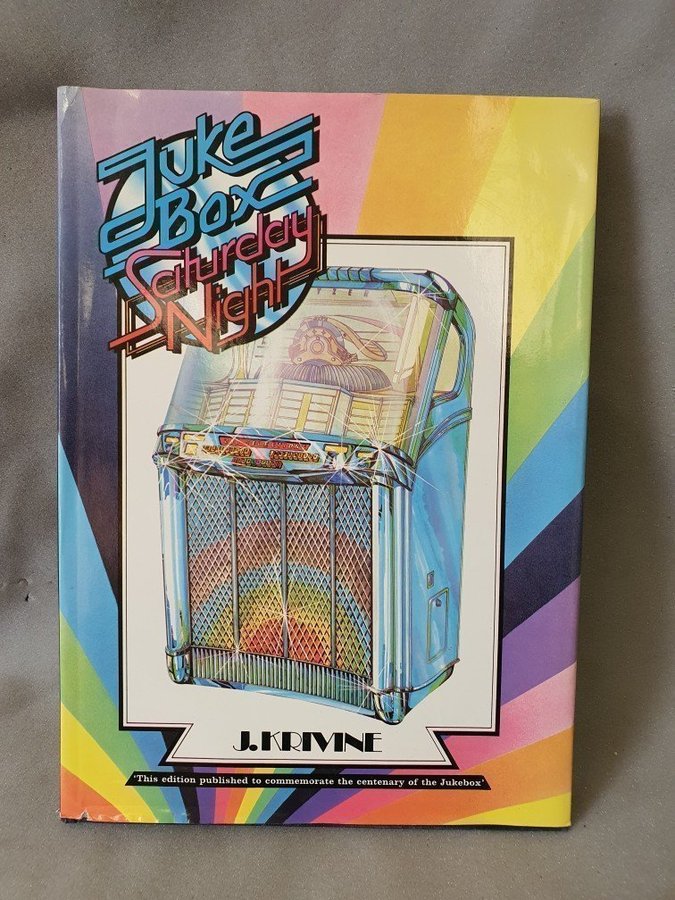 Juke
Box
Saturday
Night
J. KRIVINE
'This edition published to commemorate the centenary of the Jukebox'